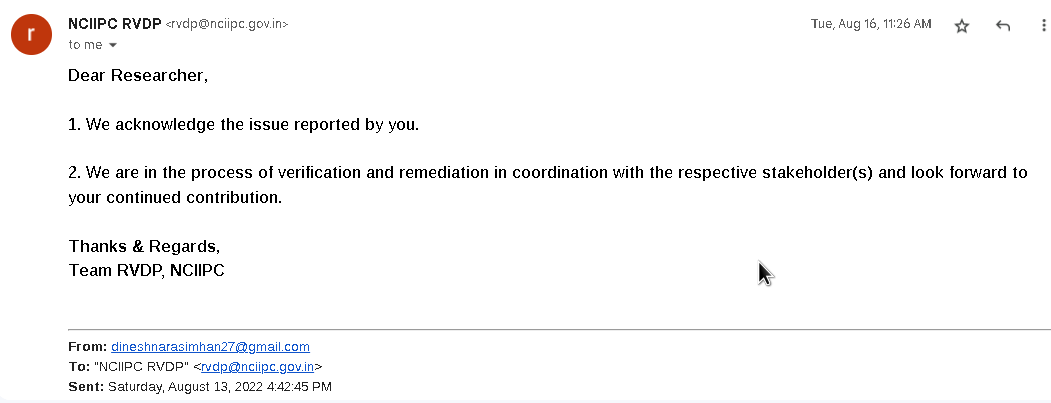 r
NCIIPC RVDP <rvdp@nciipc.gov.in>
Tue, Aug 16, 11:26 AM
to me
Dear Researcher,
1. We acknowledge the issue reported by you.
2. We are in the process of verification and remediation in coordination with the respective stakeholder(s) and look forward to
your continued contribution.
Thanks & Regards,
Team RVDP, NCIIPC
From: dineshnarasimhan27@gmail.com
To: "NCIIPC RVDP" <rvdp@nciipc.gov.in>
Sent: Saturday, August 13, 2022 4:42:45 PM